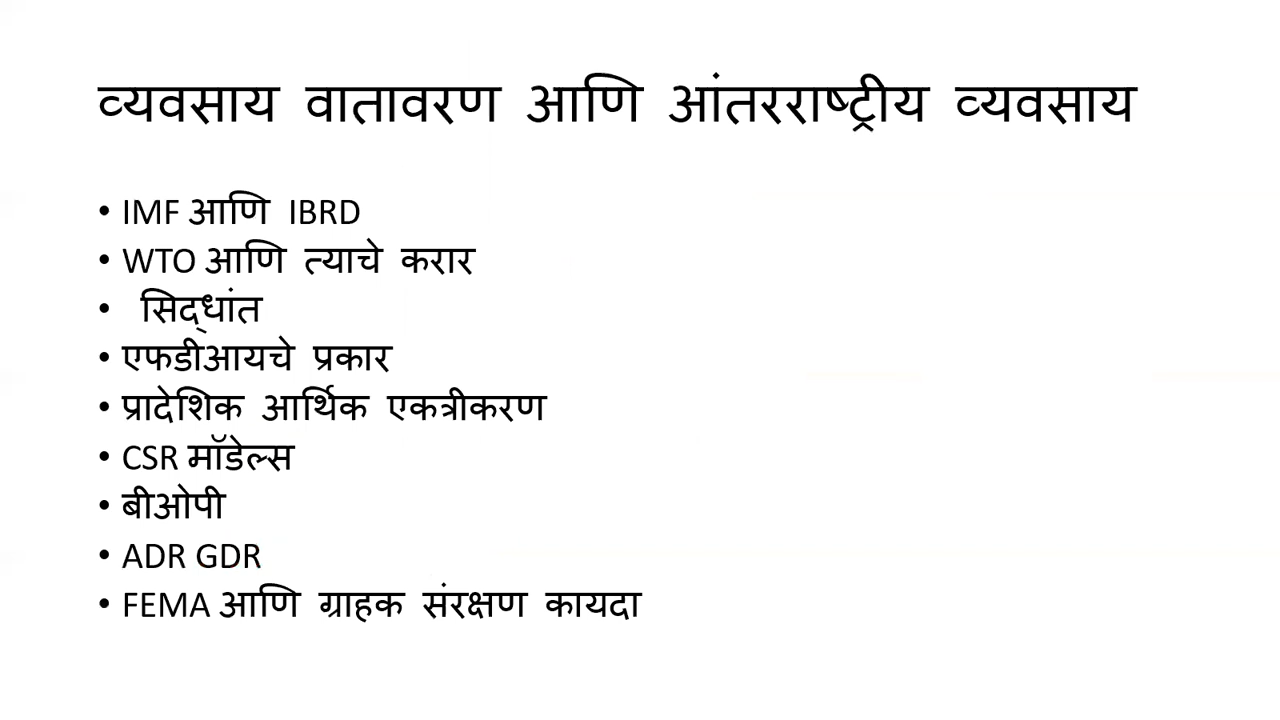 व्यवसाय वातावरण आणि आंतरराष्ट्रीय व्यवसाय
• IMF आणि IBRD
• WTO आणि त्याचे करार
• सिद्धांत
• एफडीआयचे प्रकार
• प्रादेशिक आर्थिक एकत्रीकरण
• CSR मॉडेल्स
• बीओपी
• ADR GDR
• FEMA आणि ग्राहक संरक्षण कायदा